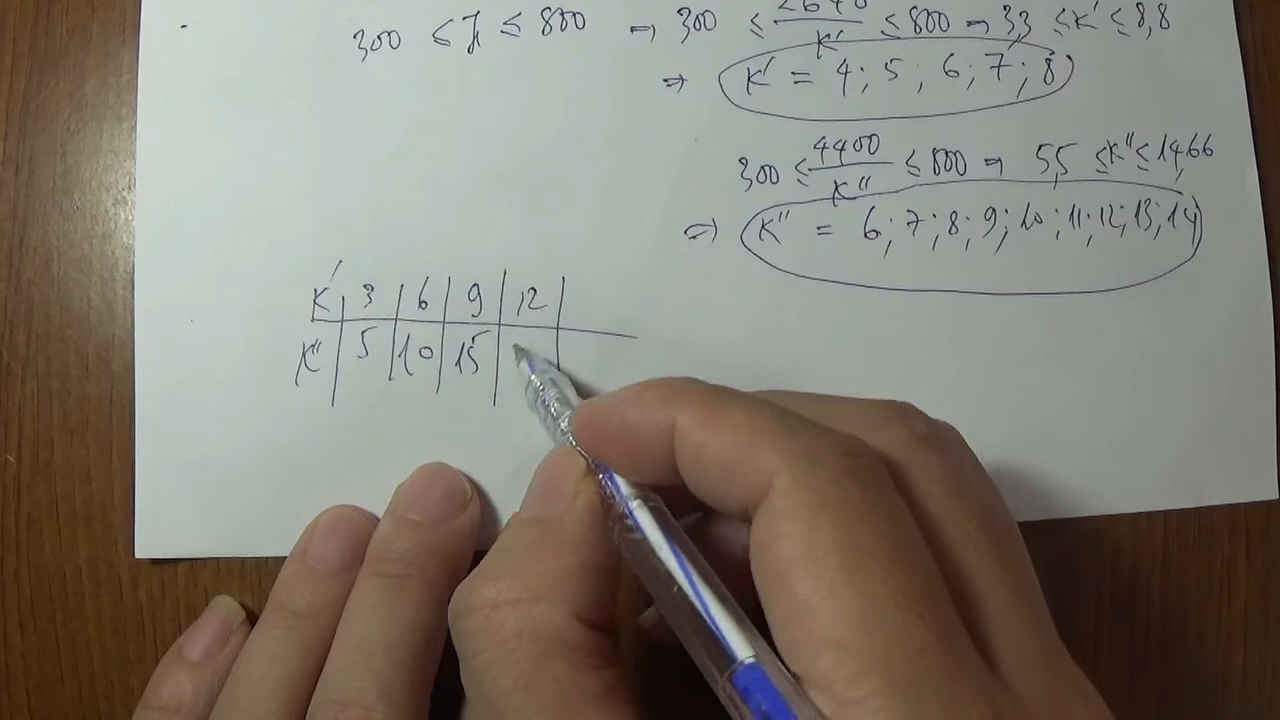 300 ≤ λ ≤ 800 ⇒ 300 ≤ 2640/K' ≤ 800 ⇒ 3,3 ≤ K' ≤ 8,8
⇒ K' = 4; 5; 6; 7; 8
300 ≤ 4400/K'' ≤ 800 ⇒ 5,5 ≤ K'' ≤ 14,66
⇒ K'' = 6; 7; 8; 9; 10; 11; 12; 13; 14
K' 3 6 9 12
K'' 5 10 15